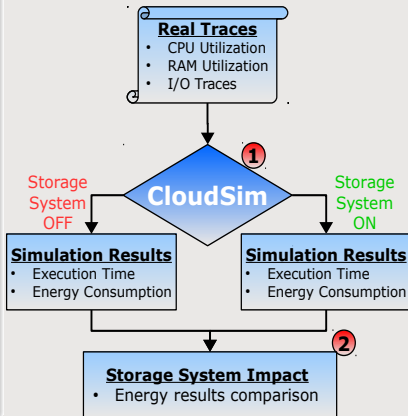 Real Traces
• CPU Utilization
• RAM Utilization
• I/O Traces
1
Storage
System
OFF
CloudSim
Storage
System
ON
Simulation Results
• Execution Time
• Energy Consumption
Simulation Results
• Execution Time
• Energy Consumption
2
Storage System Impact
• Energy results comparison